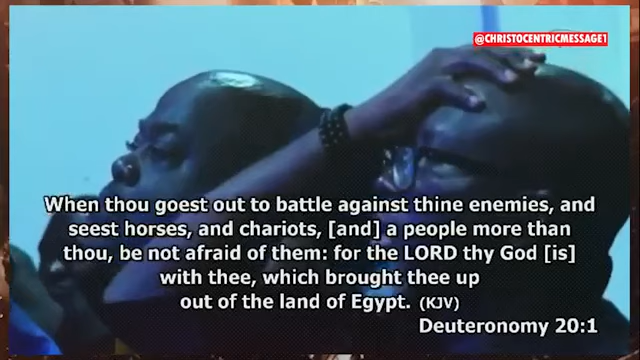 @CHRISTOCENTRICMESSAGE1
When thou goest out to battle against thine enemies, and
seest horses, and chariots, [and] a people more than
thou, be not afraid of them: for the LORD thy God [is]
with thee, which brought thee up
out of the land of Egypt. (KJV)
Deuteronomy 20:1